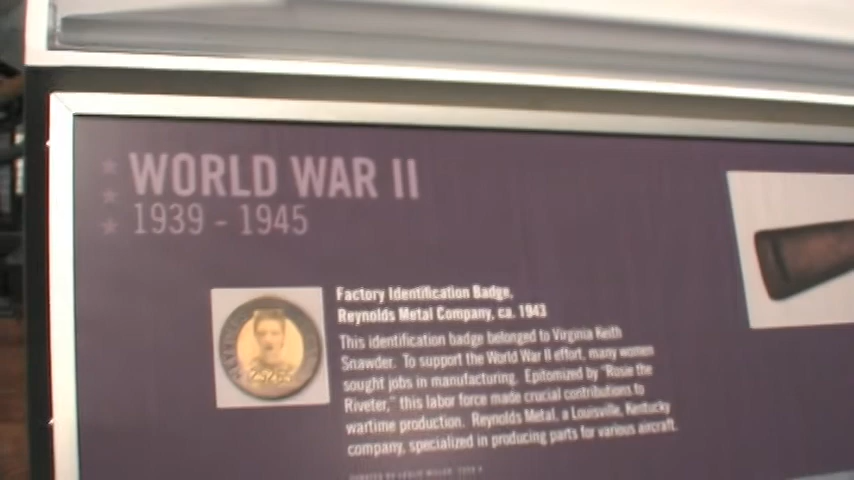 WORLD WAR II
1939 - 1945
Factory Identification Badge,
Reynolds Metal Company, ca. 1943
This identification badge belonged to Virginia Keith
Snawder. To support the World War II effort, many women
sought jobs in manufacturing. Epitomized by "Rosie the
Riveter," this labor force made crucial contributions to
wartime production. Reynolds Metal, a Louisville, Kentucky
company, specialized in producing parts for various aircraft.